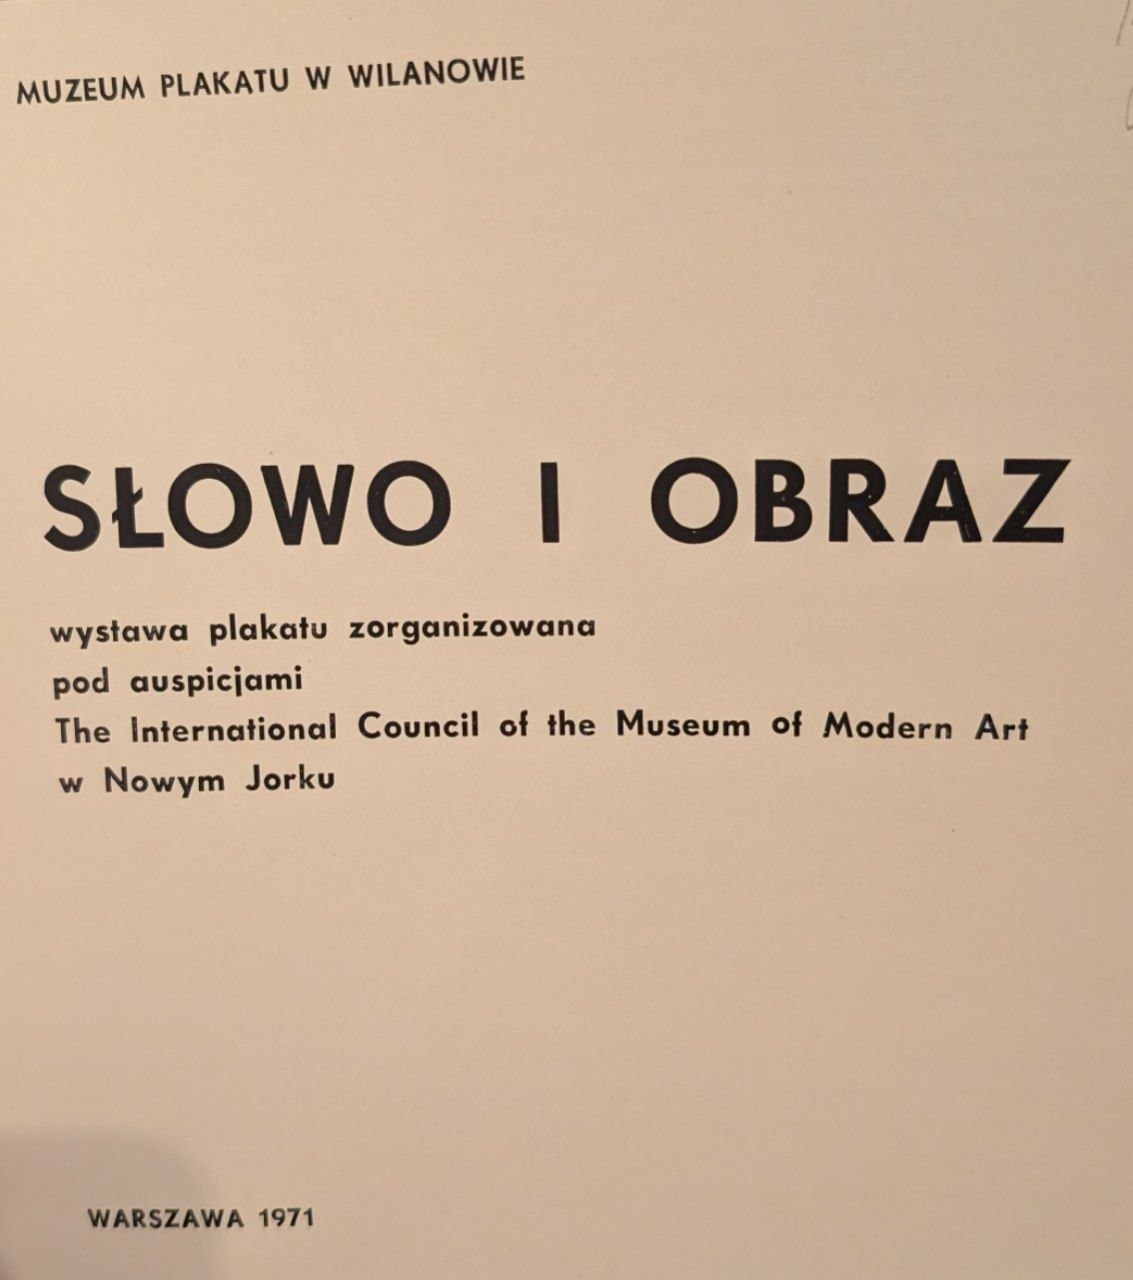 MUZEUM PLAKATU W WILANOWIE
SŁOWO I OBRAZ
wystawa plakatu zorganizowana
pod auspicjami
The International Council of the Museum of Modern Art
w Nowym Jorku
WARSZAWA 1971